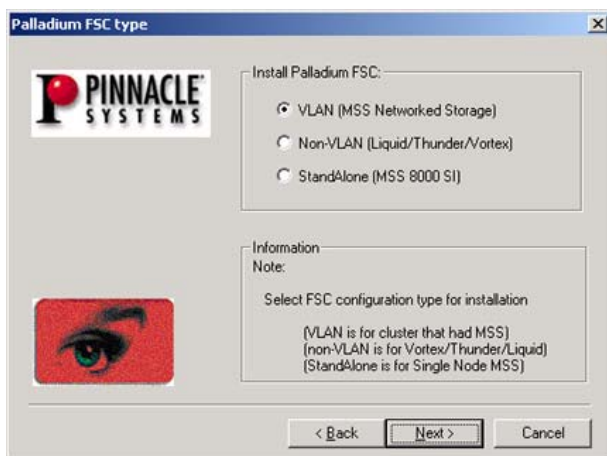 Palladium FSC type
PINNACLE
SYSTEMS
Install Palladium FSC:
VLAN (MSS Networked Storage)
Non-VLAN (Liquid/Thunder/Vortex)
StandAlone (MSS 8000 SI)
Information
Note:
Select FSC configuration type for installation
(VLAN is for cluster that had MSS)
(non-VLAN is for Vortex/Thunder/Liquid)
(StandAlone is for Single Node MSS)
< Back
Next >
Cancel